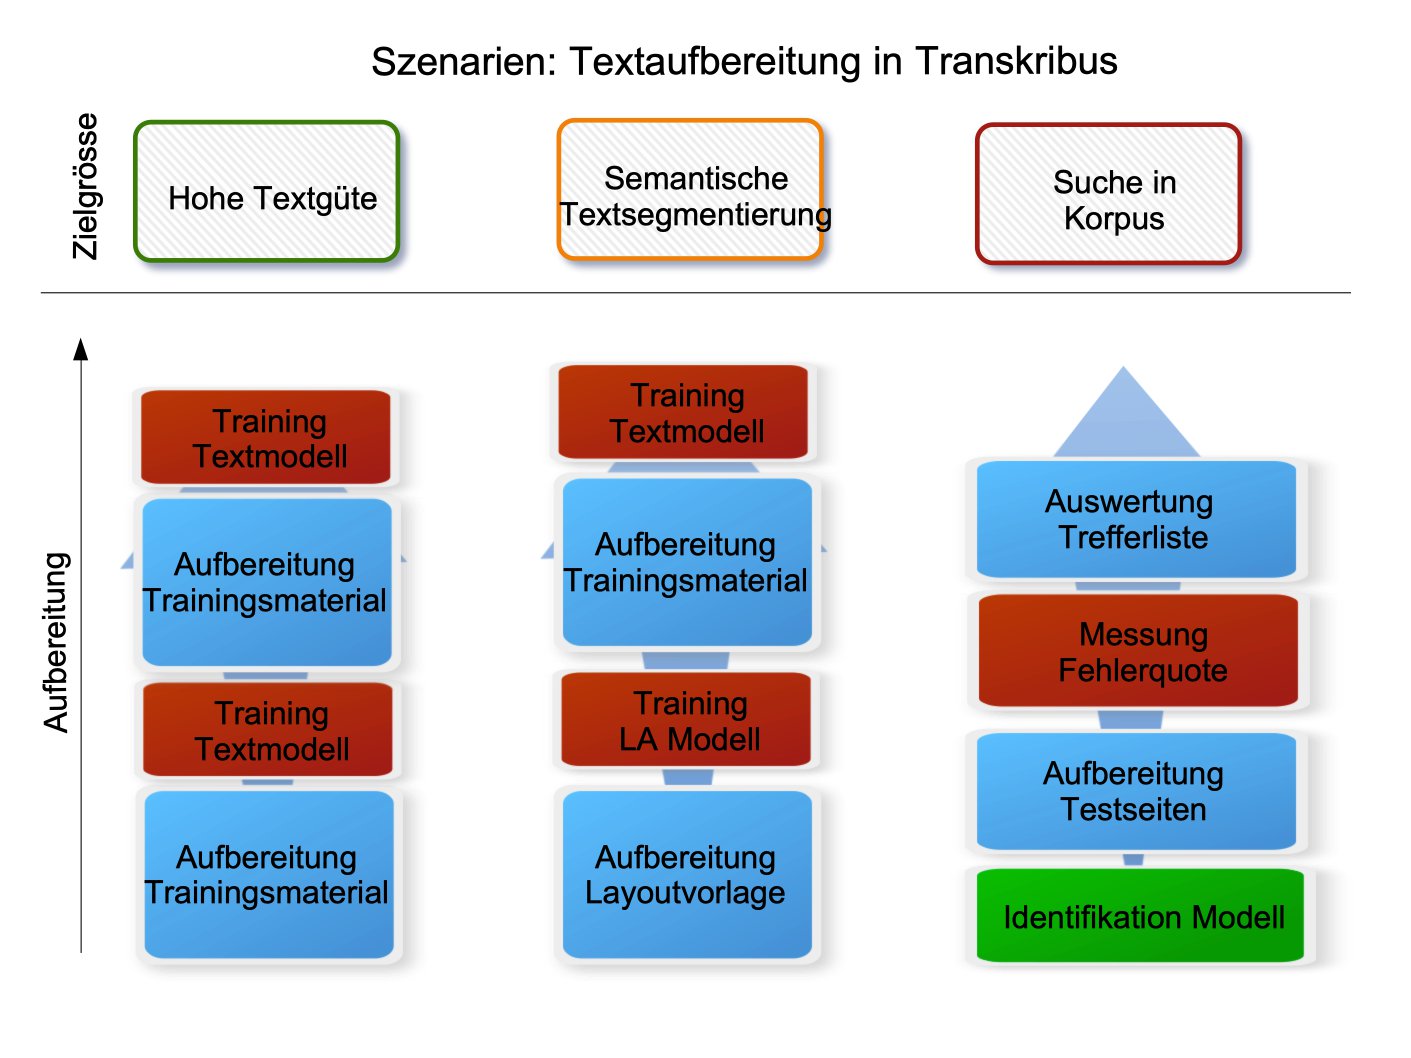 Szenarien: Textaufbereitung in Transkribus
Zielgrösse
Hohe Textgüte
Semantische
Textsegmentierung
Suche in
Korpus
Aufbereitung
Training
Textmodell
Aufbereitung
Trainingsmaterial
Training
Textmodell
Aufbereitung
Trainingsmaterial
Training
Textmodell
Aufbereitung
Trainingsmaterial
Training
LA Modell
Aufbereitung
Layoutvorlage
Auswertung
Trefferliste
Messung
Fehlerquote
Aufbereitung
Testseiten
Identifikation Modell